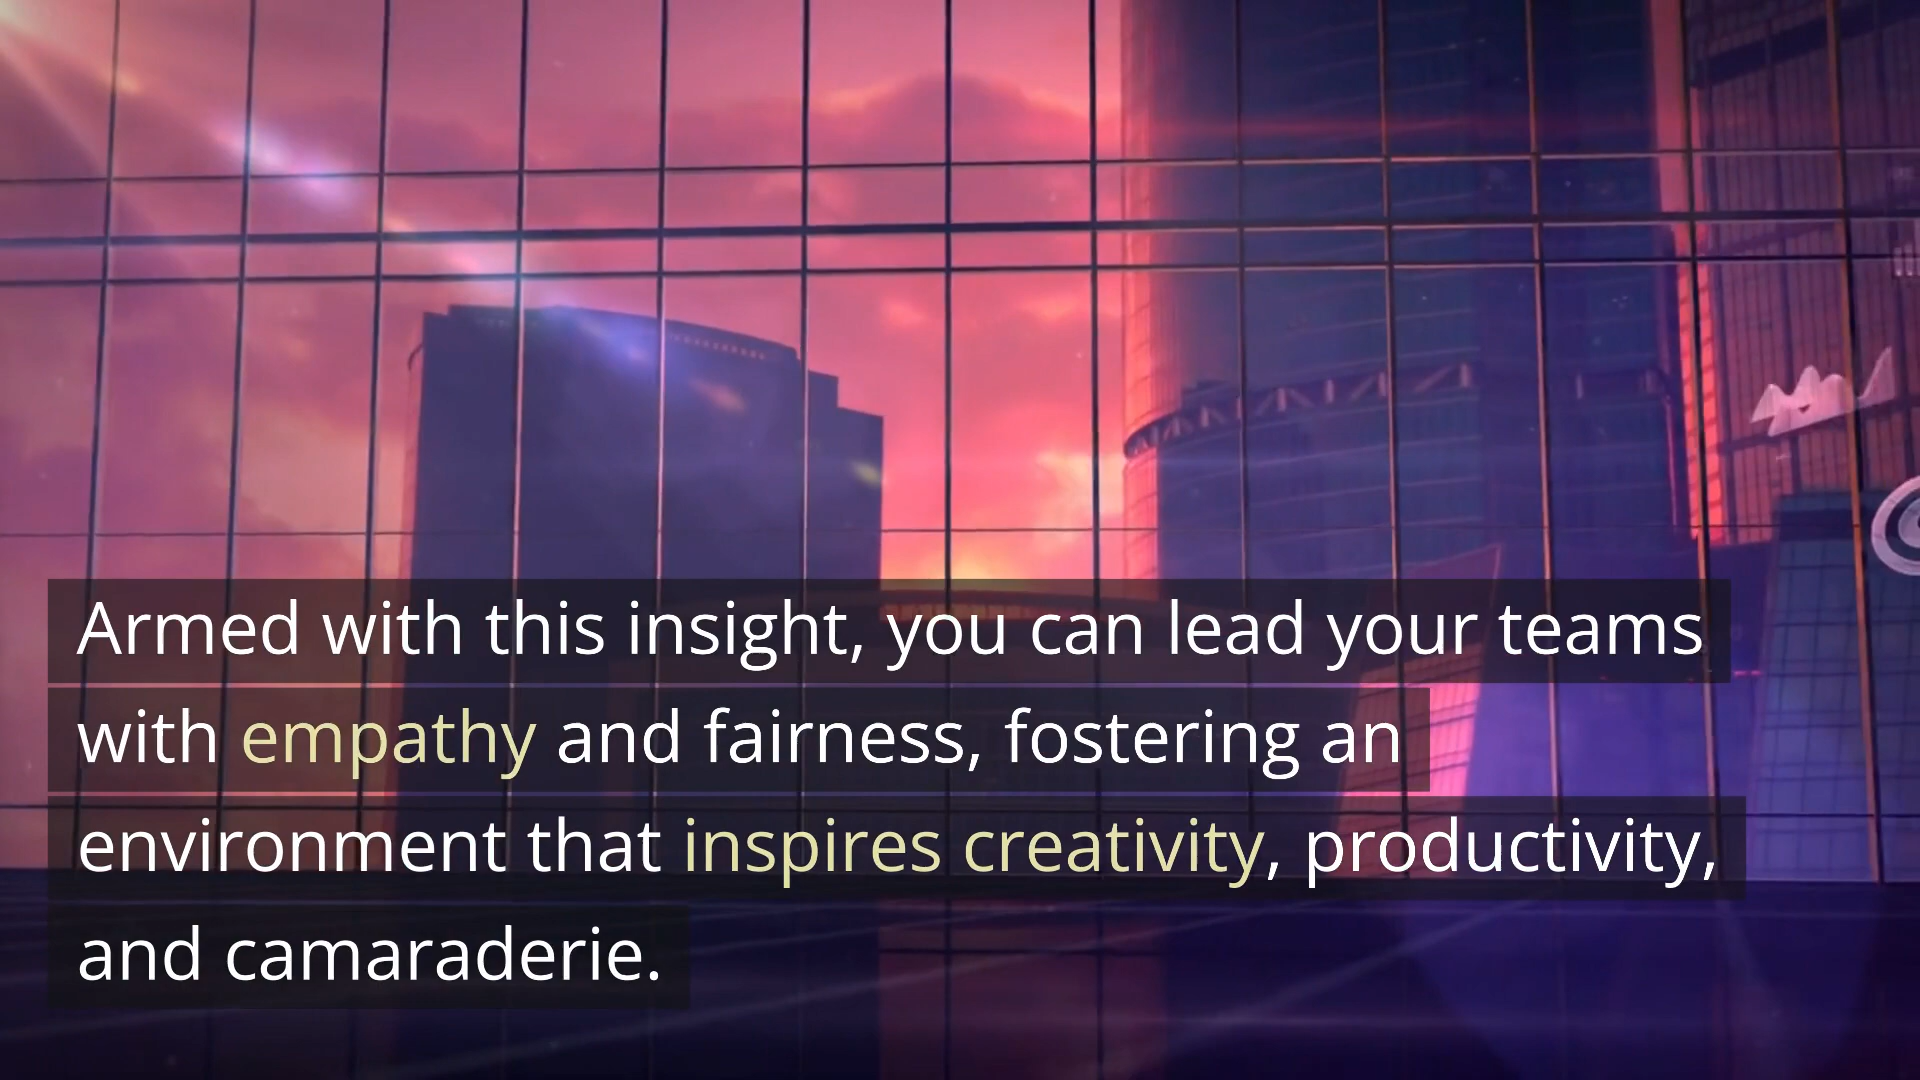 Armed with this insight, you can lead your teams
with empathy and fairness, fostering an
environment that inspires creativity, productivity,
and camaraderie.